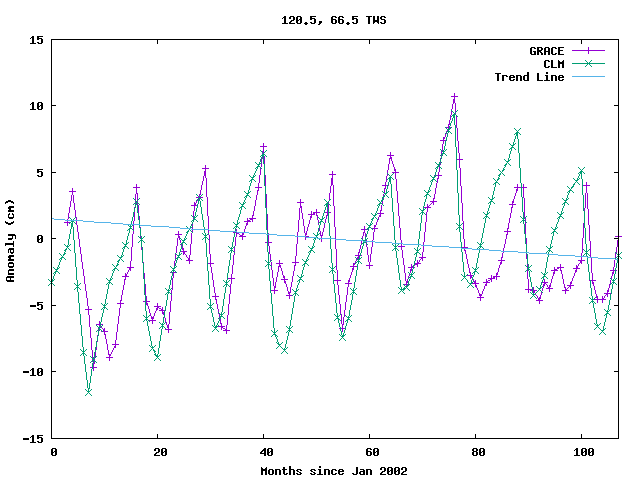 120.5, 66.5 TWS
GRACE
CLM
Trend Line
15
10
5
0
-5
-10
-15
Anomaly (cm)
0 20 40 60 80 100
Months since Jan 2002